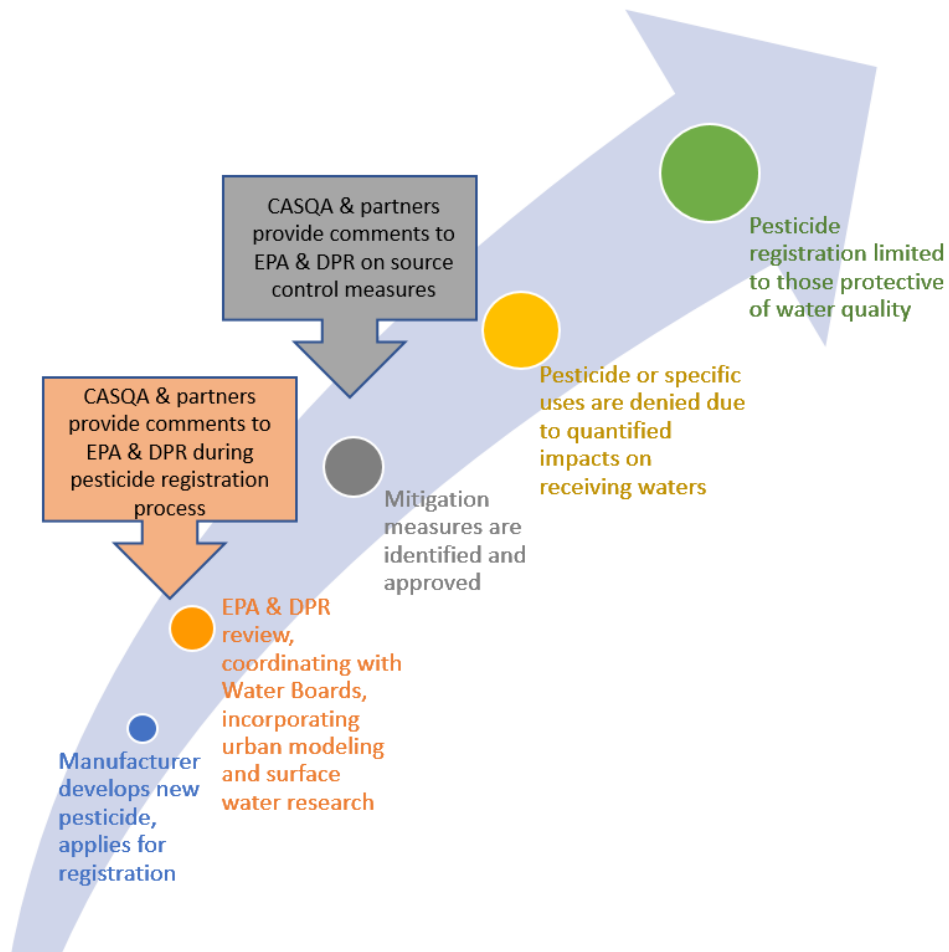 CASQA & partners
provide comments to
EPA & DPR on source
control measures
Pesticide
registration limited
to those protective
of water quality
CASQA & partners
provide comments to
EPA & DPR during
pesticide registration
process
Pesticide or specific
uses are denied due
to quantified
impacts on
receiving waters
Mitigation
measures are
identified and
approved
EPA & DPR
review,
coordinating with
Water Boards,
incorporating
urban modeling
and surface
water research
Manufacturer
develops new
pesticide,
applies for
registration